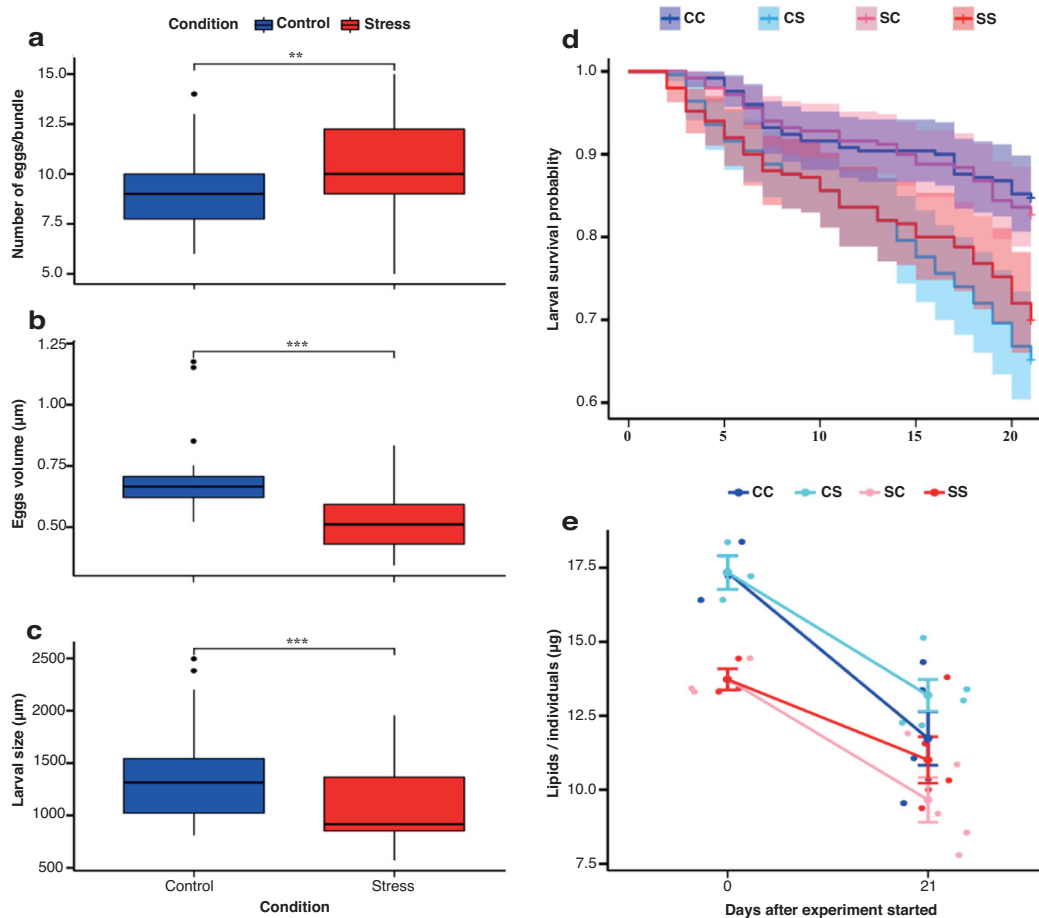 Condition Control Stress
a
**
Number of eggs/bundle
15.0
12.5
10.0
7.5
5.0
b
***
Eggs volume (µm)
1.25
1.00
0.75
0.50
c
***
Larval size (µm)
2500
2000
1500
1000
500
Control Stress
Condition
CC CS SC SS
d
Larval survival probablity
1.0
0.9
0.8
0.7
0.6
0 5 10 15 20
CC CS SC SS
e
Lipids / individuals (µg)
17.5
15.0
12.5
10.0
7.5
0 21
Days after experiment started